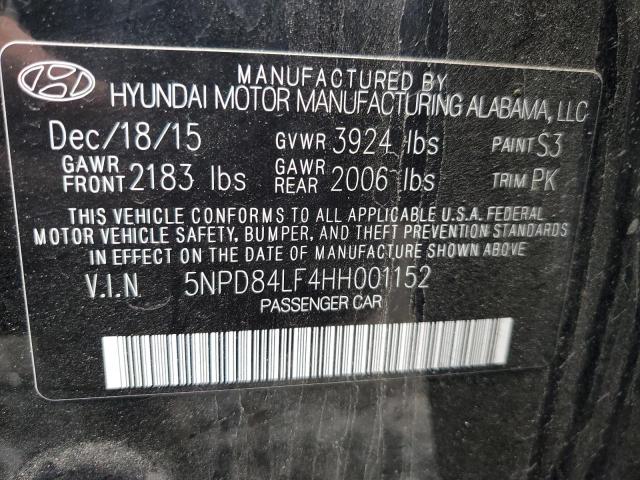 MANUFACTURED BY
HYUNDAI MOTOR MANUFACTURING ALABAMA, LLC
Dec/18/15 GVWR 3924 lbs PAINT S3
GAWR FRONT 2183 lbs GAWR REAR 2006 lbs TRIM PK
THIS VEHICLE CONFORMS TO ALL APPLICABLE U.S.A. FEDERAL
MOTOR VEHICLE SAFETY, BUMPER, AND THEFT PREVENTION STANDARDS
IN EFFECT ON THE DATE OF MANUFACTURE SHOWN ABOVE.
V.I.N 5NPD84LF4HH001152
PASSENGER CAR